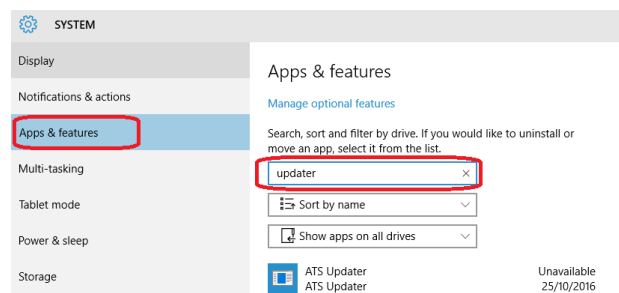 SYSTEM
Display
Notifications & actions
Apps & features
Multi-tasking
Tablet mode
Power & sleep
Storage
Apps & features
Manage optional features
Search, sort and filter by drive. If you would like to uninstall or
move an app, select it from the list.
updater
Sort by name
Show apps on all drives
ATS Updater Unavailable
ATS Updater 25/10/2016